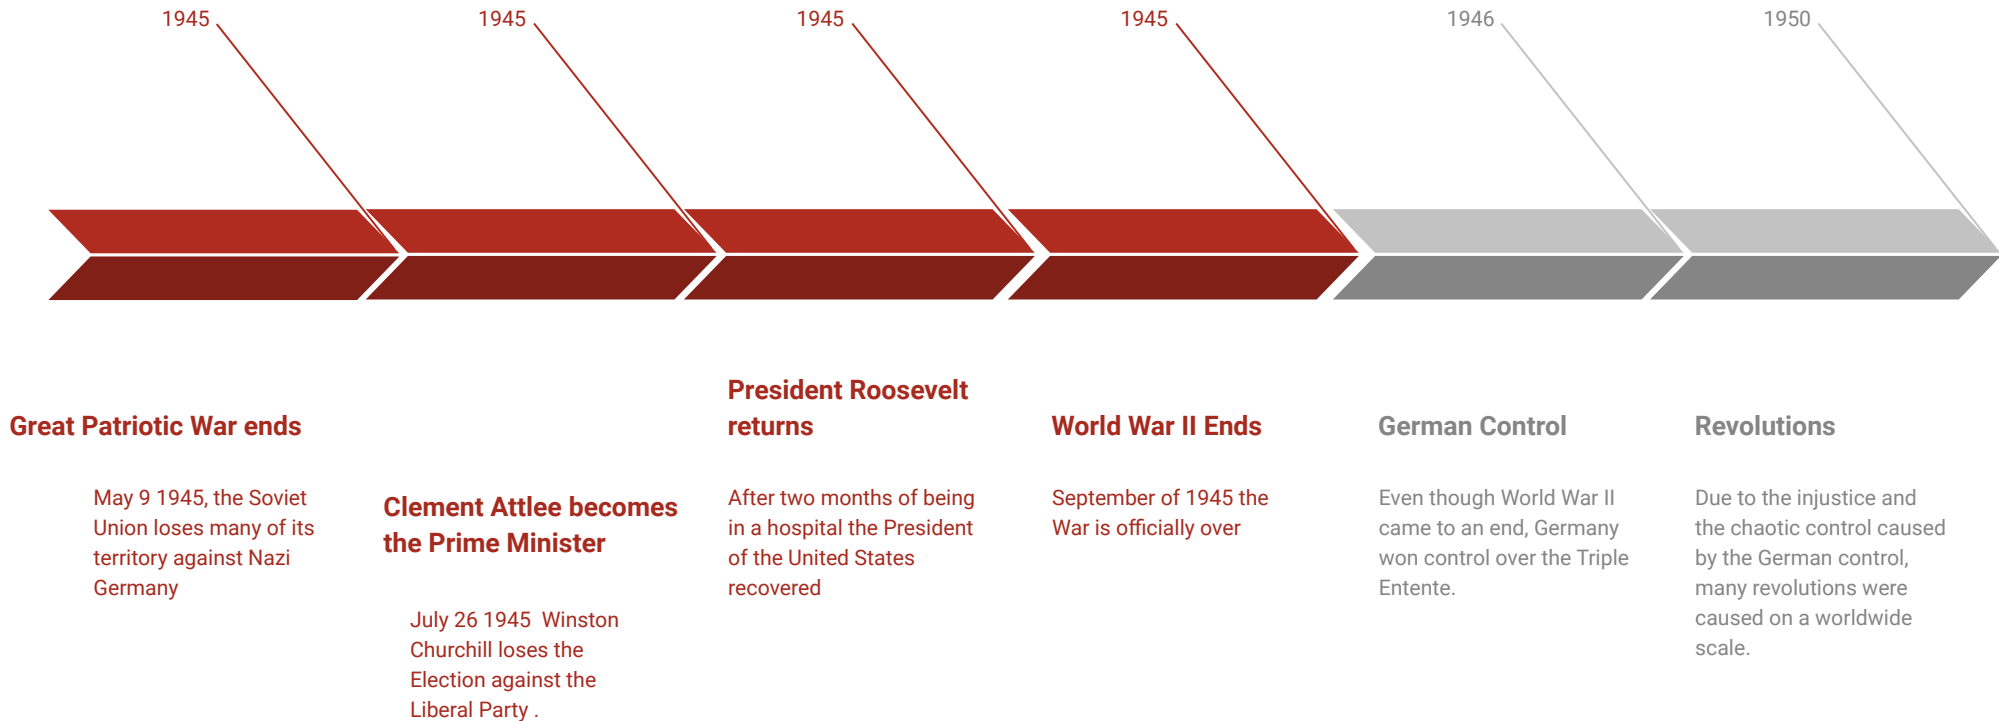 1945
1945
1945
1945
1946
1950
Great Patriotic War ends
May 9 1945, the Soviet
Union loses many of its
territory against Nazi
Germany
Clement Attlee becomes
the Prime Minister
July 26 1945  Winston
Churchill loses the
Election against the
Liberal Party .
President Roosevelt
returns
After two months of being
in a hospital the President
of the United States
recovered
World War II Ends
September of 1945 the
War is officially over
German Control
Even though World War II
came to an end, Germany
won control over the Triple
Entente.
Revolutions
Due to the injustice and
the chaotic control caused
by the German control,
many revolutions were
caused on a worldwide
scale.